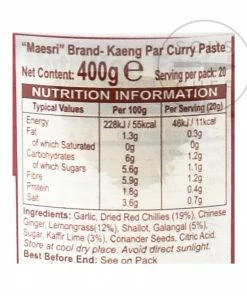 "Maesri" Brand- Kaeng Par Curry Paste
Net Content: 400g e Serving per pack: 20
NUTRITION INFORMATION
Typical Values Per 100g Per Serving (20g)
Energy 228kJ / 55kcal 46kJ / 11kcal
Fat 1.3g 0.3g
of which Saturated 0g 0g
Carbohydrates 6g 1.2g
of which Sugars 5.6g 1.1g
Fibre 5.9g 1.2g
Protein 1.8g 0.4g
Salt 3.6g 0.7g
Ingredients: Garlic, Dried Red Chillies (19%), Chinese
Ginger, Lemongrass(12%), Shallot, Galangal (5%),
Sugar, Kaffir Lime (3%), Coriander Seeds, Citric Acid.
Store at cool dry place. Avoid direct sunlight.
Best Before End: See on Pack